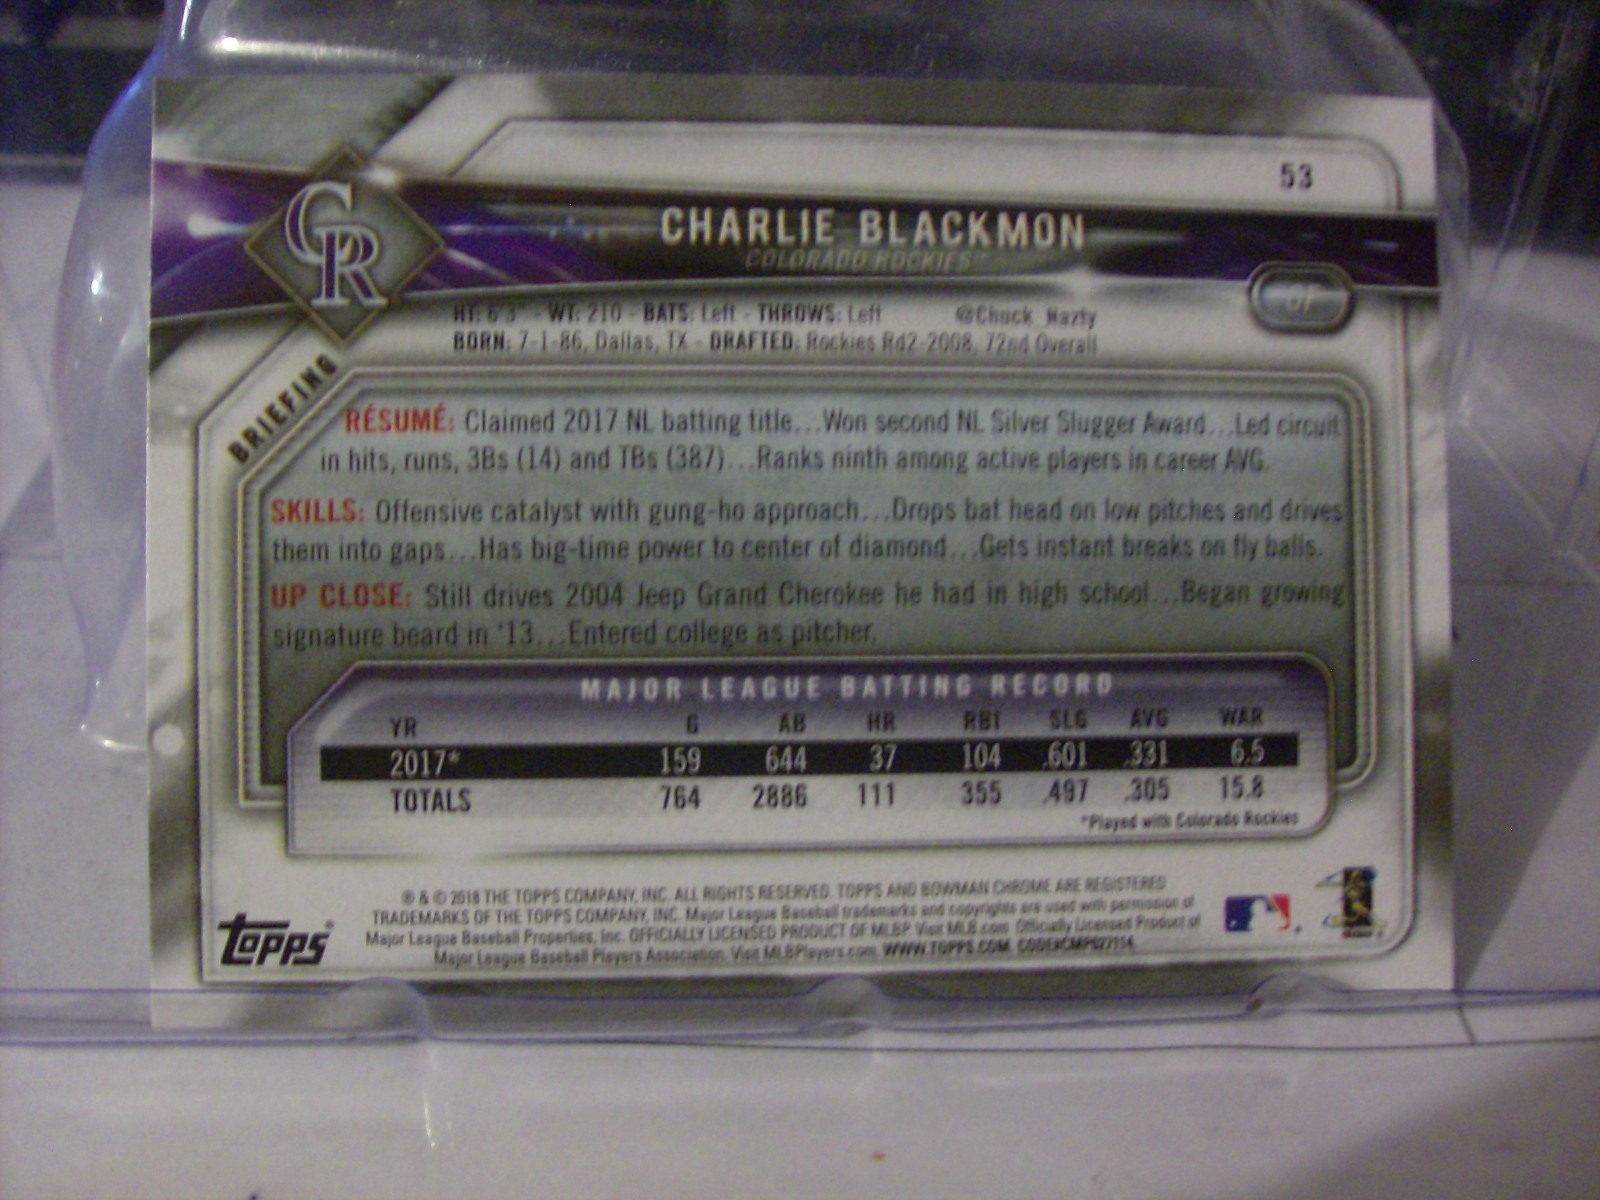 53
CR
CHARLIE BLACKMON
COLORADO ROCKIES™
OF
HT: 6'3" - WT: 210 - BATS: Left - THROWS: Left @Chuck_Nazty
BORN: 7-1-86, Dallas, TX - DRAFTED: Rockies Rd2-2008, 72nd Overall
BRIEFING
RÉSUMÉ: Claimed 2017 NL batting title...Won second NL Silver Slugger Award...Led circuit
in hits, runs, 3Bs (14) and TBs (387)...Ranks ninth among active players in career AVG.
SKILLS: Offensive catalyst with gung-ho approach...Drops bat head on low pitches and drives
them into gaps...Has big-time power to center of diamond...Gets instant breaks on fly balls.
UP CLOSE: Still drives 2004 Jeep Grand Cherokee he had in high school...Began growing
signature beard in '13...Entered college as pitcher.
MAJOR LEAGUE BATTING RECORD
YR G AB HR RBI SLG AVG WAR
2017* 159 644 37 104 .601 .331 6.5
TOTALS 764 2886 111 355 .497 .305 15.8
*Played with Colorado Rockies
® & © 2018 THE TOPPS COMPANY, INC. ALL RIGHTS RESERVED. TOPPS AND BOWMAN CHROME ARE REGISTERED
TRADEMARKS OF THE TOPPS COMPANY, INC. Major League Baseball trademarks and copyrights are used with permission of
Major League Baseball Properties, Inc. OFFICIALLY LICENSED PRODUCT OF MLBP Visit MLB.com Officially Licensed Product of
Major League Baseball Players Association. Visit MLBPlayers.com WWW.TOPPS.COM
topps®